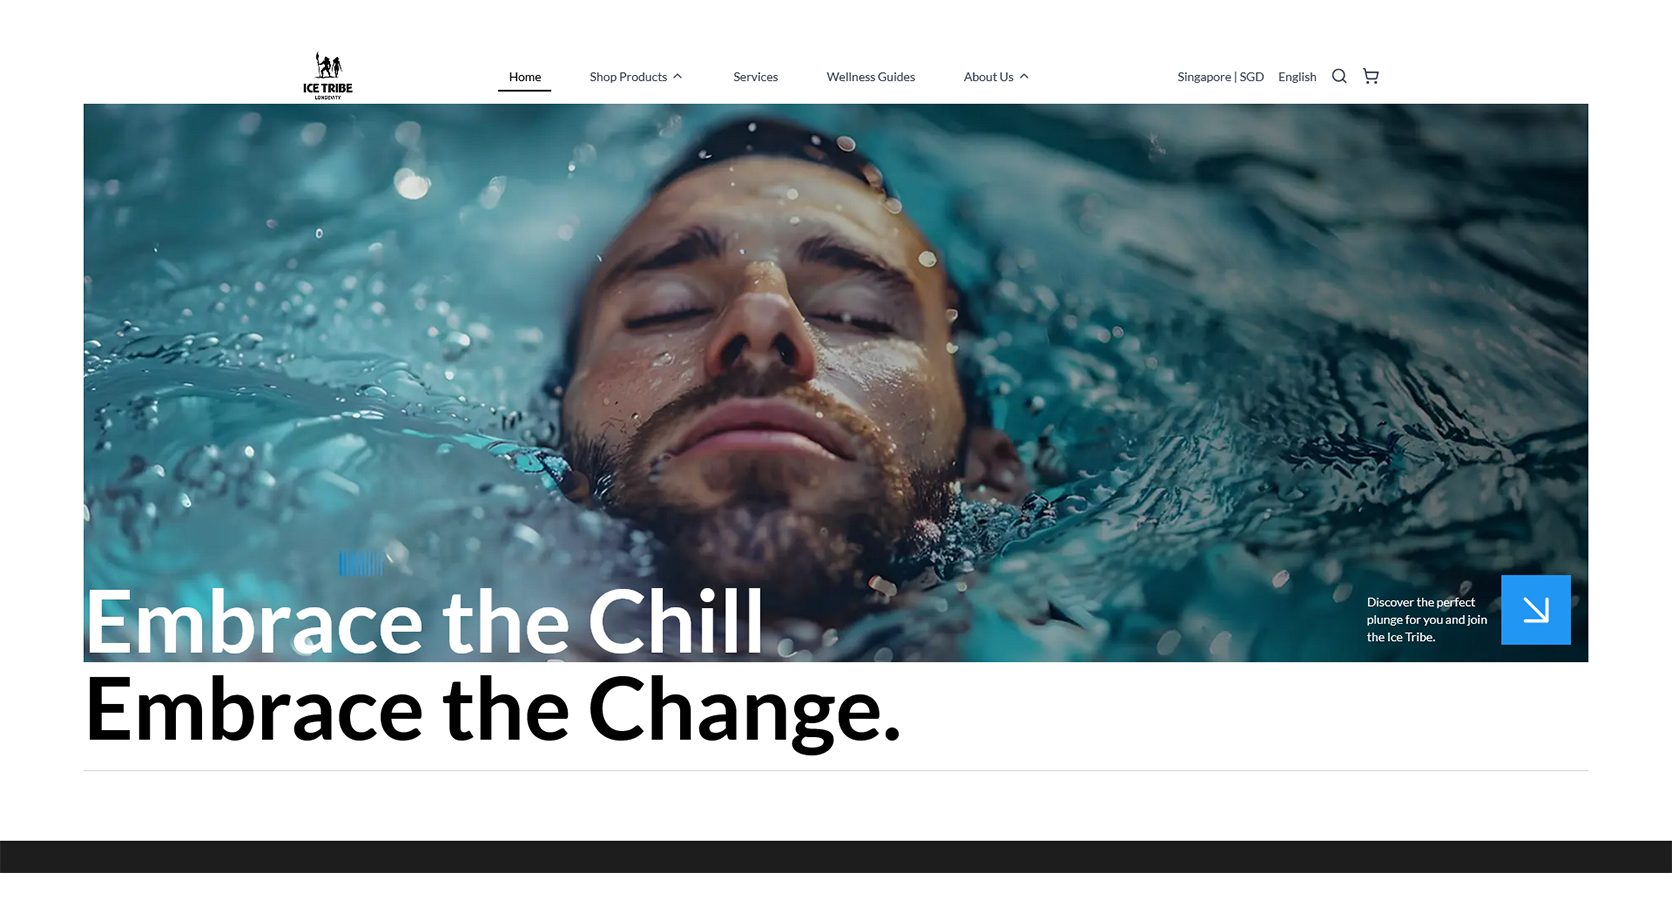 ICE TRIBE
LONGEVITY
Home
Shop Products
Services
Wellness Guides
About Us
Singapore | SGD
English
Embrace the Chill
Embrace the Change.
Discover the perfect
plunge for you and join
the Ice Tribe.